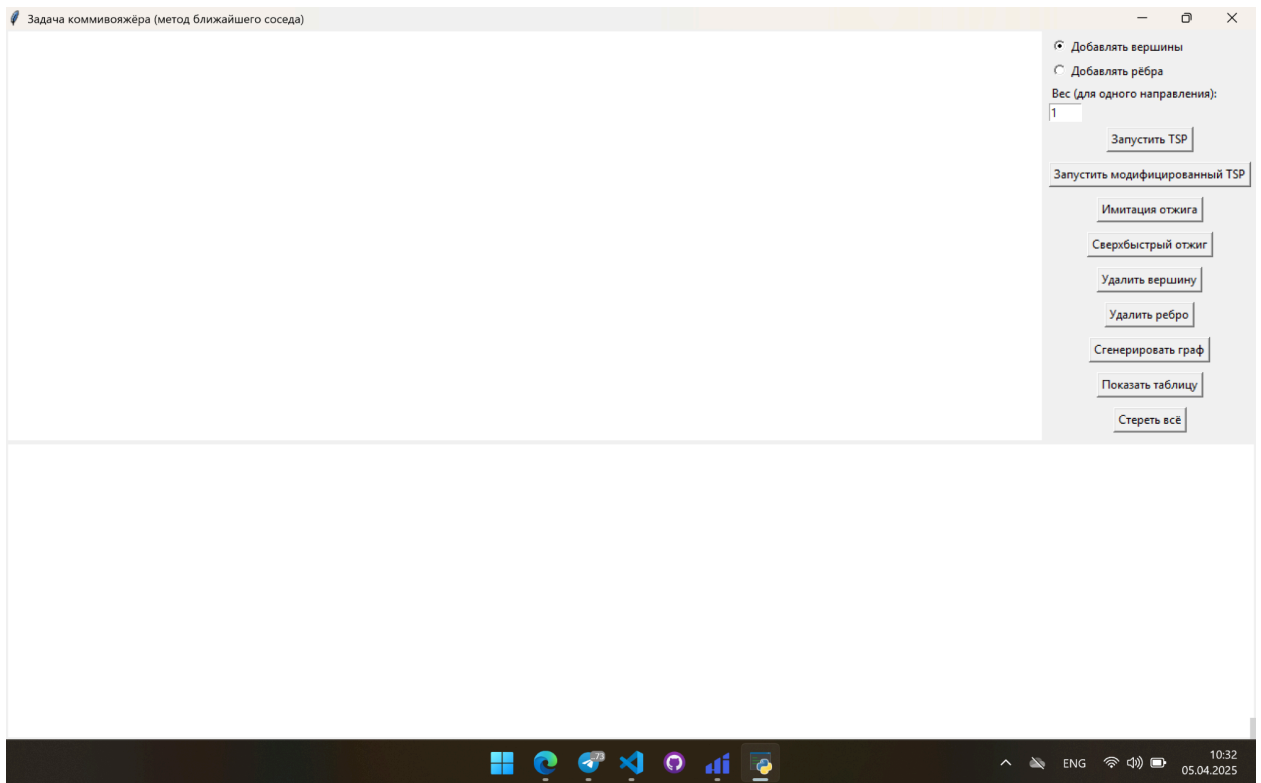 Задача коммивояжёра (метод ближайшего соседа)
Добавлять вершины
Добавлять рёбра
Вес (для одного направления):
1
Запустить TSP
Запустить модифицированный TSP
Имитация отжига
Сверхбыстрый отжиг
Удалить вершину
Удалить ребро
Сгенерировать граф
Показать таблицу
Стереть всё
73
ENG
10:32
05.04.2025